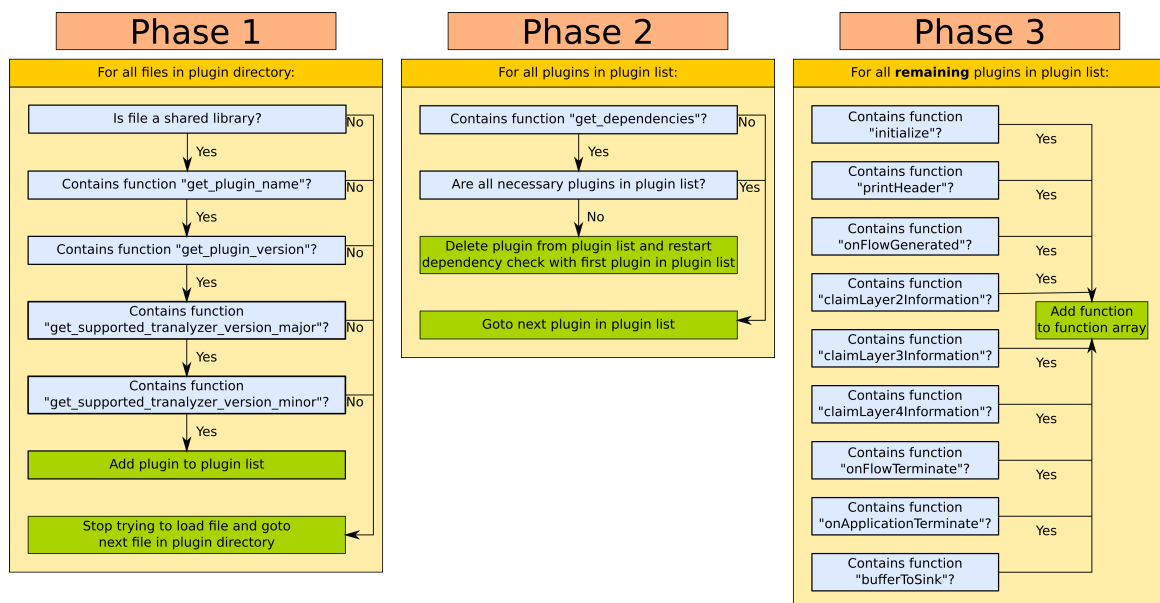 Phase 1
For all files in plugin directory:
Is file a shared library?
No
Yes
Contains function "get_plugin_name"?
No
Yes
Contains function "get_plugin_version"?
No
Yes
Contains function
"get_supported_tranalyzer_version_major"?
No
Yes
Contains function
"get_supported_tranalyzer_version_minor"?
No
Yes
Add plugin to plugin list
Stop trying to load file and goto
next file in plugin directory
Phase 2
For all plugins in plugin list:
Contains function "get_dependencies"?
No
Yes
Are all necessary plugins in plugin list?
Yes
No
Delete plugin from plugin list and restart
dependency check with first plugin in plugin list
Goto next plugin in plugin list
Phase 3
For all remaining plugins in plugin list:
Contains function
"initialize"?
Yes
Contains function
"printHeader"?
Yes
Contains function
"onFlowGenerated"?
Yes
Contains function
"claimLayer2Information"?
Yes
Add function
to function array
Contains function
"claimLayer3Information"?
Yes
Contains function
"claimLayer4Information"?
Yes
Contains function
"onFlowTerminate"?
Yes
Contains function
"onApplicationTerminate"?
Yes
Contains function
"bufferToSink"?